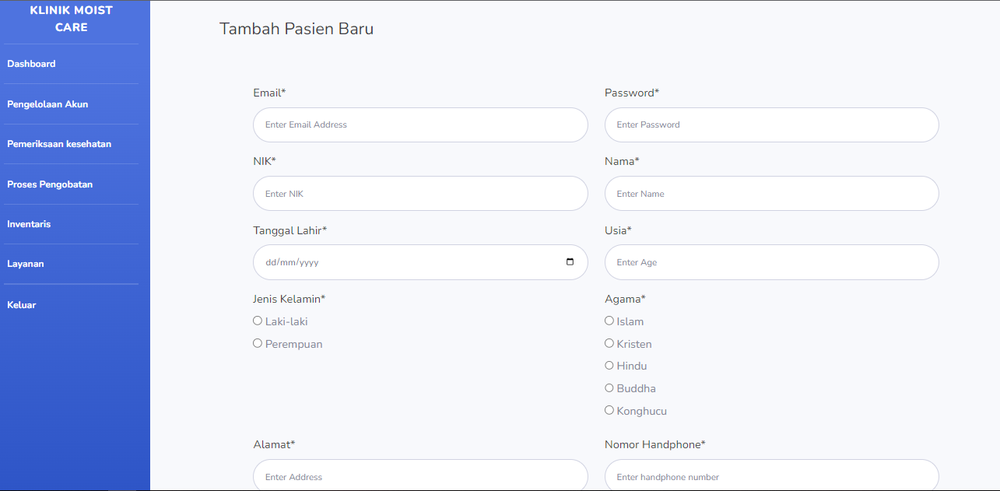 KLINIK MOIST
CARE
Dashboard
Pengelolaan Akun
Pemeriksaan kesehatan
Proses Pengobatan
Inventaris
Layanan
Keluar
Tambah Pasien Baru
Email*
Password*
Enter Email Address
Enter Password
NIK*
Nama*
Enter NIK
Enter Name
Tanggal Lahir*
Usia*
dd/mm/yyyy
Enter Age
Jenis Kelamin*
Agama*
Laki-laki
Islam
Perempuan
Kristen
Hindu
Buddha
Konghucu
Alamat*
Nomor Handphone*
Enter Address
Enter handphone number